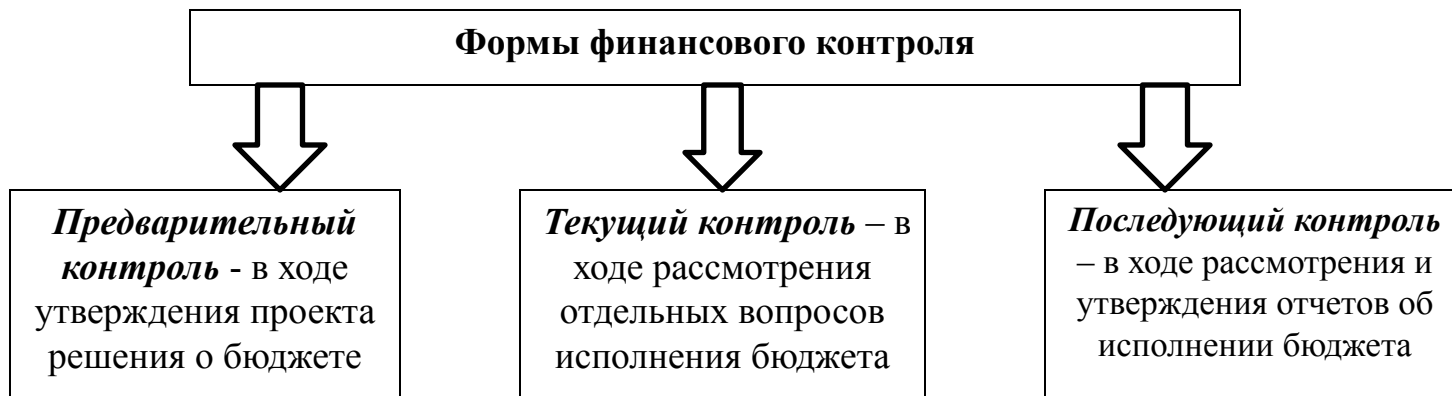 Формы финансового контроля
Предварительный
контроль - в ходе
утверждения проекта
решения о бюджете
Текущий контроль – в
ходе рассмотрения
отдельных вопросов
исполнения бюджета
Последующий контроль
– в ходе рассмотрения и
утверждения отчетов об
исполнении бюджета